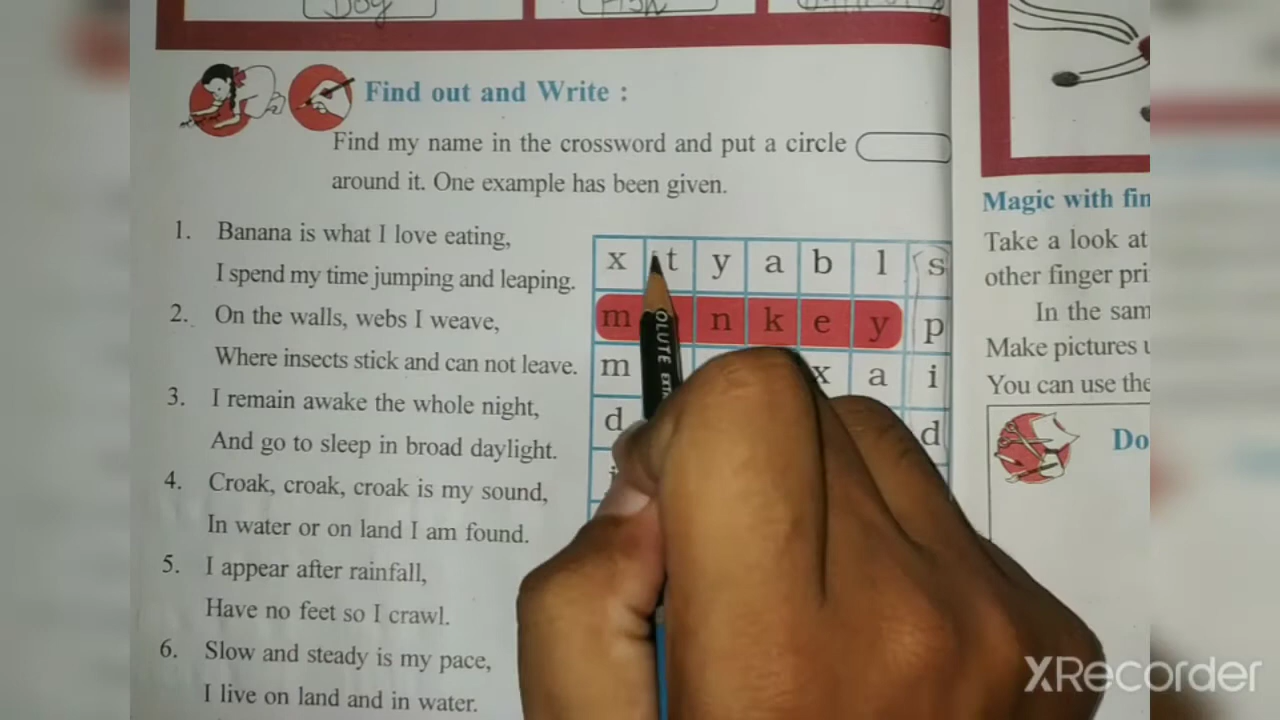 Dog
Find out and Write :
Find my name in the crossword and put a circle
around it. One example has been given.
1. Banana is what I love eating,
I spend my time jumping and leaping.
2. On the walls, webs I weave,
Where insects stick and can not leave.
3. I remain awake the whole night,
And go to sleep in broad daylight.
4. Croak, croak, croak is my sound,
In water or on land I am found.
5. I appear after rainfall,
Have no feet so I crawl.
6. Slow and steady is my pace,
I live on land and in water.
x t y a b l s
m n k e y p
m x a i
d d
OLUTE
Magic with fin
Take a look at
other finger pri
In the sam
Make pictures u
You can use the
Do
XRecorder